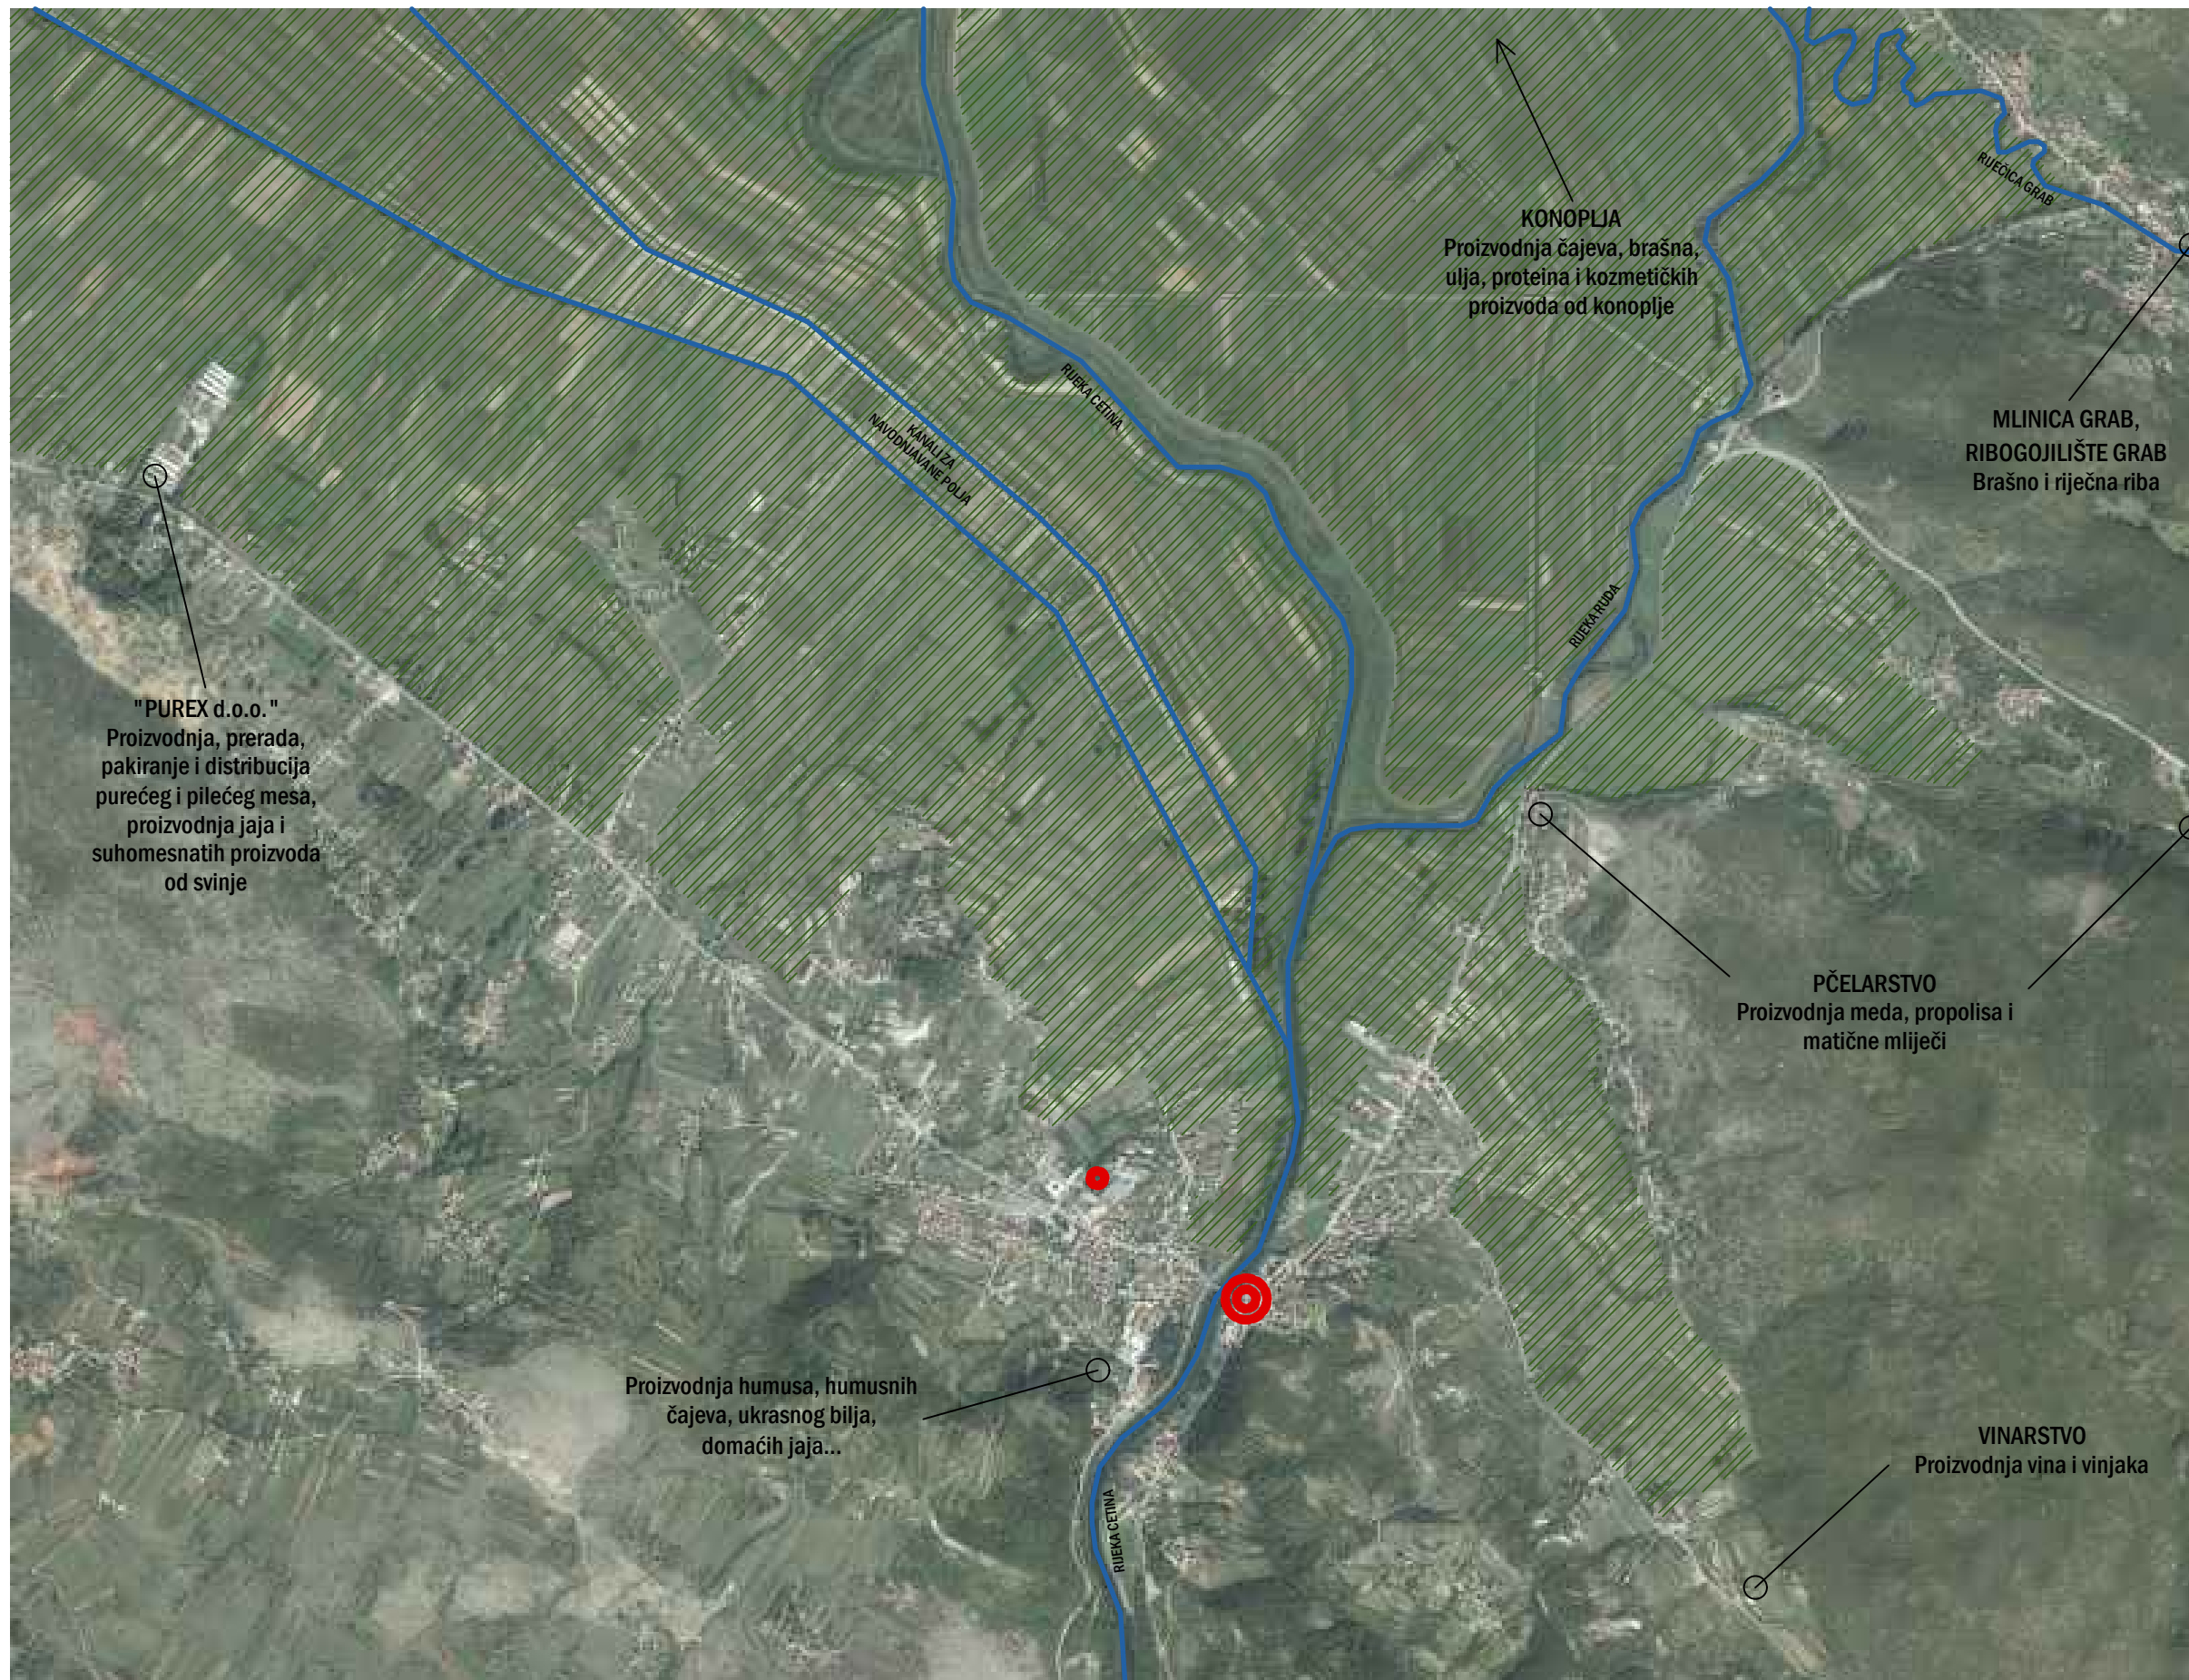 RIJEČICA GRAB
KONOPLJA
Proizvodnja čajeva, brašna,
ulja, proteina i kozmetičkih
proizvoda od konoplje
RIJEKA CETINA
KANALI ZA
NAVODNJAVANE POLJA
MLINICA GRAB,
RIBOGOJILIŠTE GRAB
Brašno i riječna riba
RIJEKA RUDA
"PUREX d.o.o."
Proizvodnja, prerada,
pakiranje i distribucija
purećeg i pilećeg mesa,
proizvodnja jaja i
suhomesnatih proizvoda
od svinje
PČELARSTVO
Proizvodnja meda, propolisa i
matične mliječi
Proizvodnja humusa, humusnih
čajeva, ukrasnog bilja,
domaćih jaja...
VINARSTVO
Proizvodnja vina i vinjaka
RIJEKA CETINA